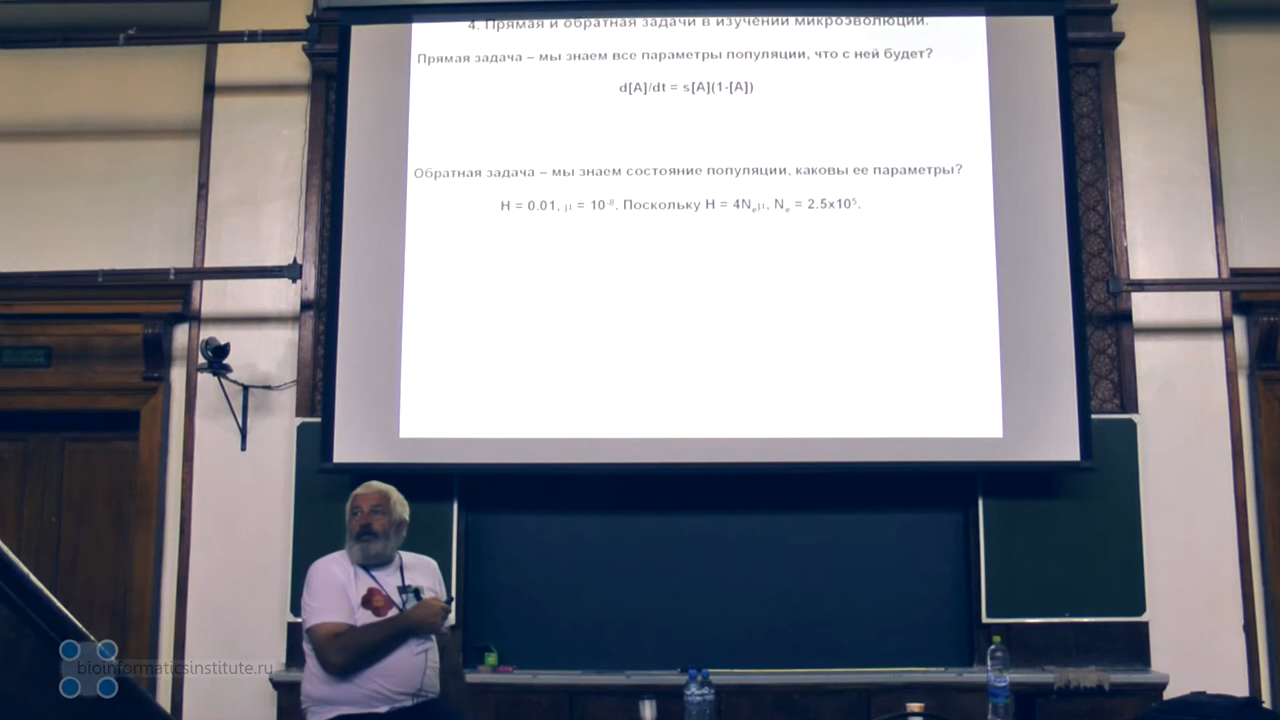 4. Прямая и обратная задачи в изучении микроэволюции.
Прямая задача – мы знаем все параметры популяции, что с ней будет?
d[A]/dt = s[A](1-[A])
Обратная задача – мы знаем состояние популяции, каковы ее параметры?
H = 0.01, μ = 10⁻⁸. Поскольку H = 4Nₑμ, Nₑ = 2.5x10⁵.
bioinformaticsinstitute.ru